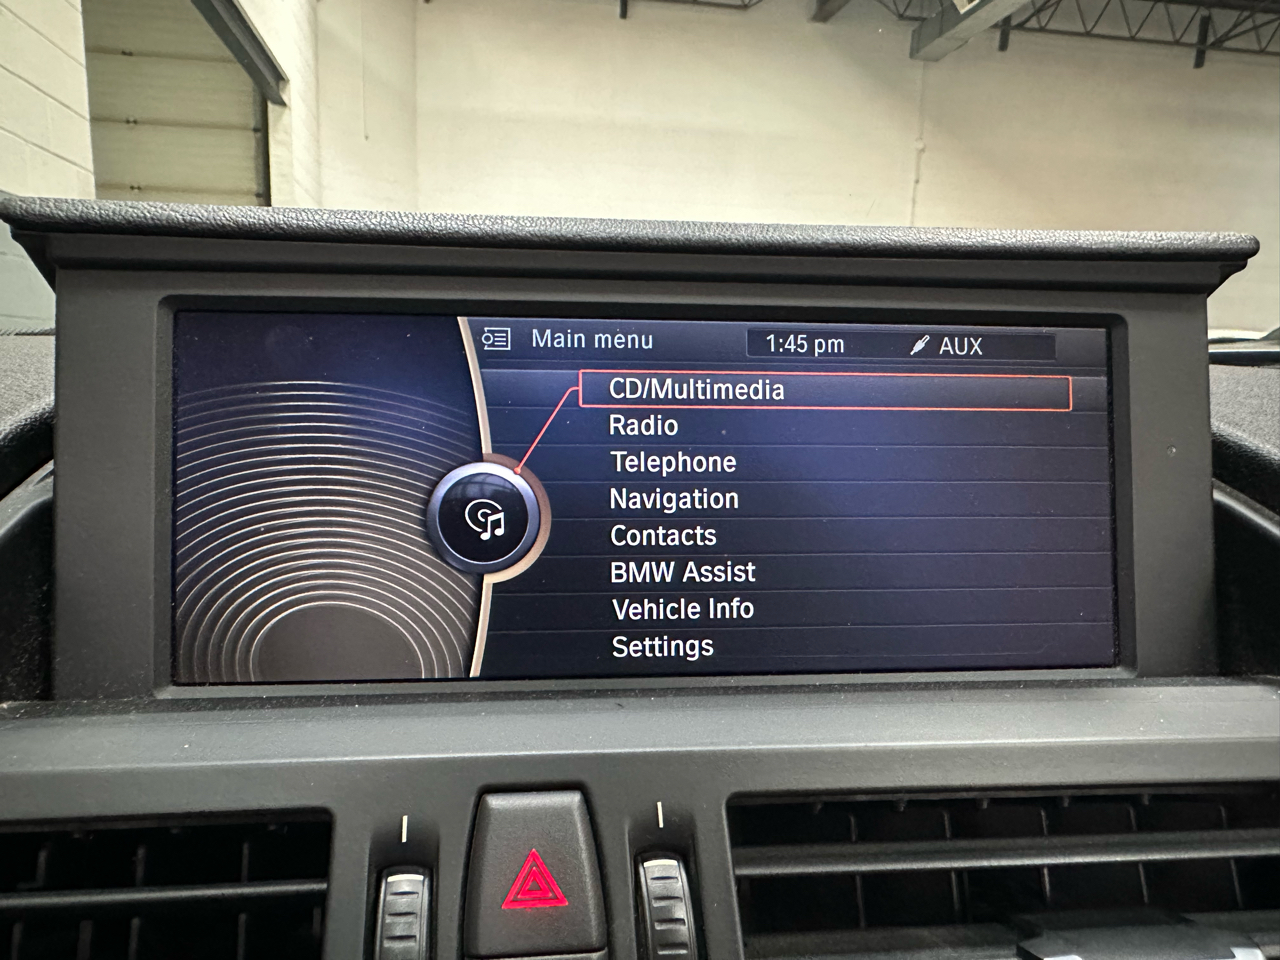 Main menu
1:45 pm
AUX
CD/Multimedia
Radio
Telephone
Navigation
Contacts
BMW Assist
Vehicle Info
Settings